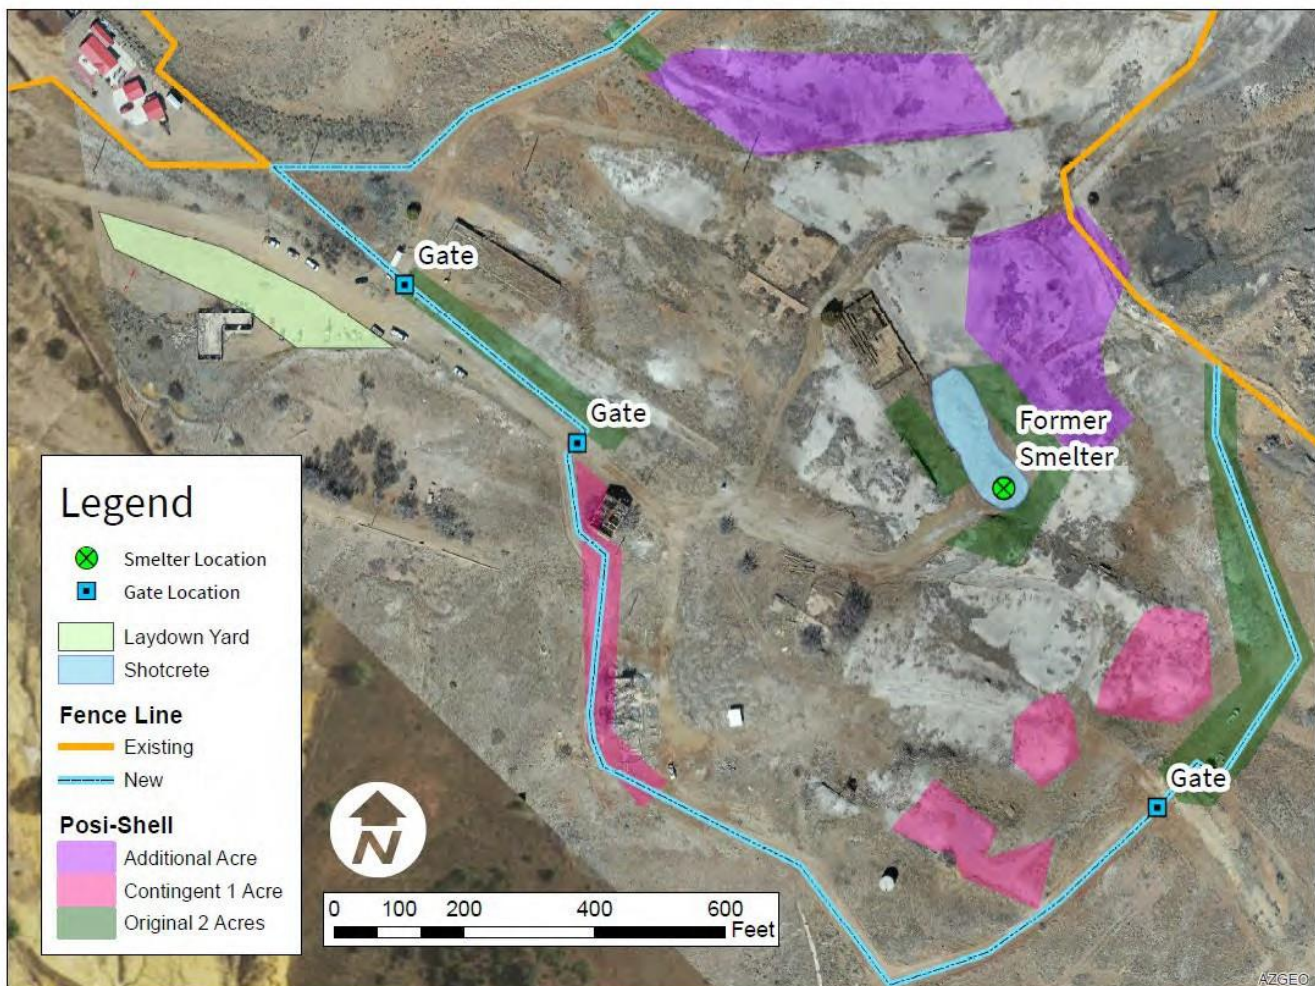 Gate
Gate
Former
Smelter
Gate
Legend
Smelter Location
Gate Location
Laydown Yard
Shotcrete
Fence Line
Existing
New
Posi-Shell
Additional Acre
Contingent 1 Acre
Original 2 Acres
N
0 100 200 400 600
Feet
AZGEO